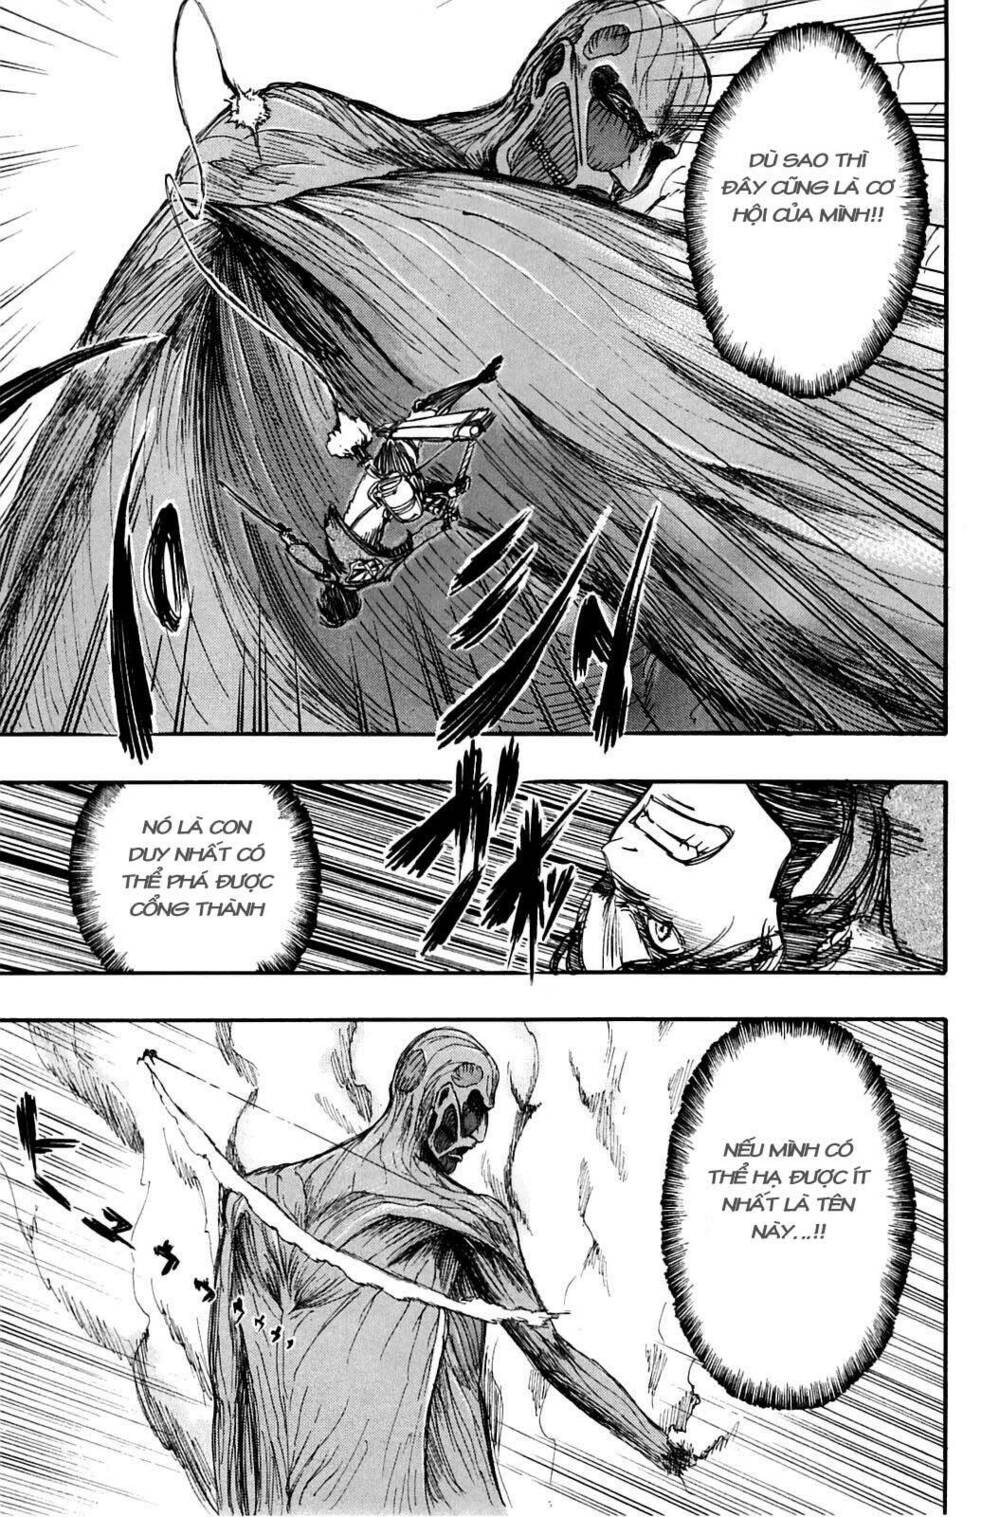 DÙ SAO THÌ
ĐÂY CŨNG LÀ CƠ
HỘI CỦA MÌNH!!
NÓ LÀ CON
DUY NHẤT CÓ
THỂ PHÁ ĐƯỢC
CỔNG THÀNH
NẾU MÌNH CÓ
THỂ HẠ ĐƯỢC ÍT
NHẤT LÀ TÊN
NÀY...!!